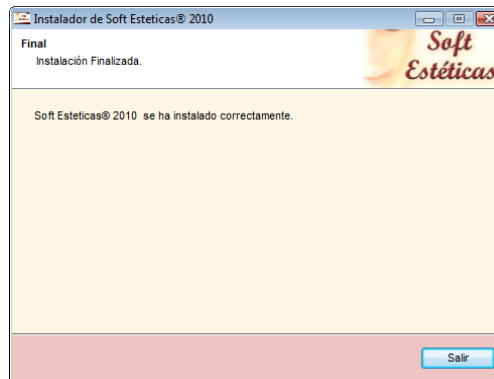 Instalador de Soft Esteticas® 2010
Final
Instalación Finalizada.
Soft
Estéticas
Soft Esteticas® 2010 se ha instalado correctamente.
Salir